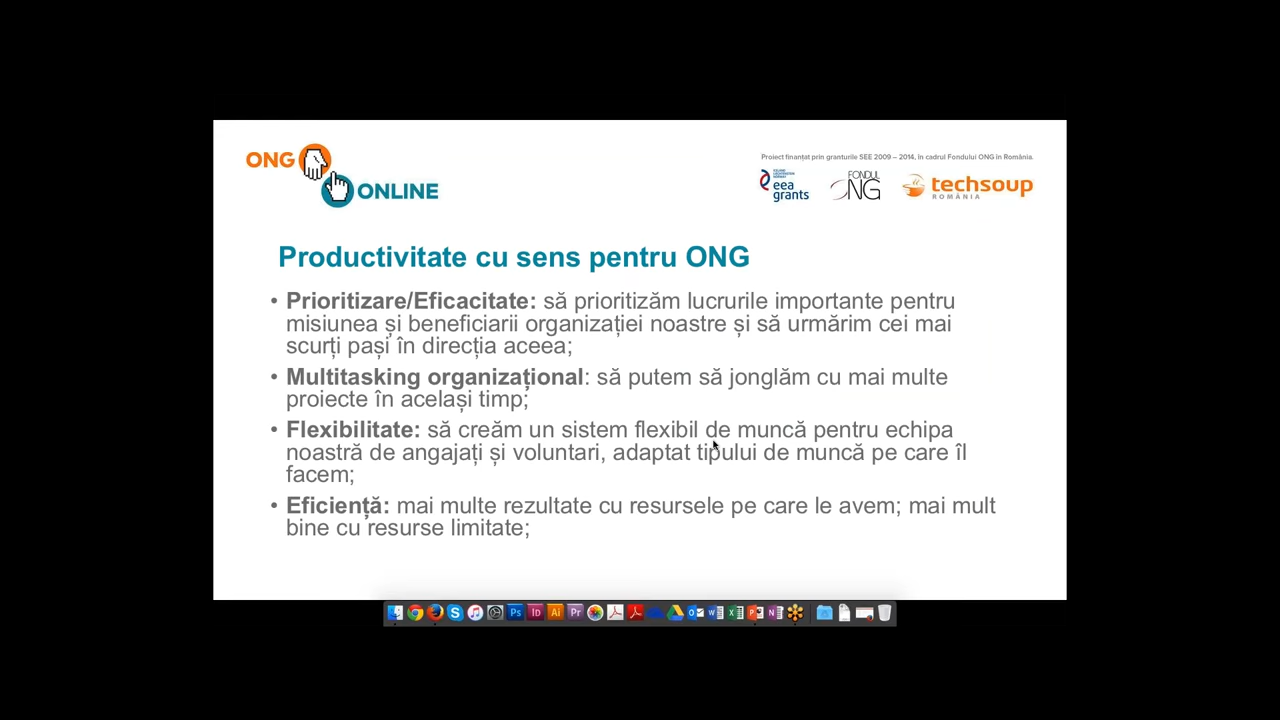 ONG
ONLINE
Proiect finanțat prin granturile SEE 2009 – 2014, în cadrul Fondului ONG în România.
eea
grants
FONDUL
NG
techsoup
ROMÂNIA
Productivitate cu sens pentru ONG
• Prioritizare/Eficacitate: să prioritizăm lucrurile importante pentru
misiunea și beneficiarii organizației noastre și să urmărim cei mai
scurți pași în direcția aceea;
• Multitasking organizațional: să putem să jonglăm cu mai multe
proiecte în același timp;
• Flexibilitate: să creăm un sistem flexibil de muncă pentru echipa
noastră de angajați și voluntari, adaptat tipului de muncă pe care îl
facem;
• Eficiență: mai multe rezultate cu resursele pe care le avem; mai mult
bine cu resurse limitate;
Ps Id Ai Pr